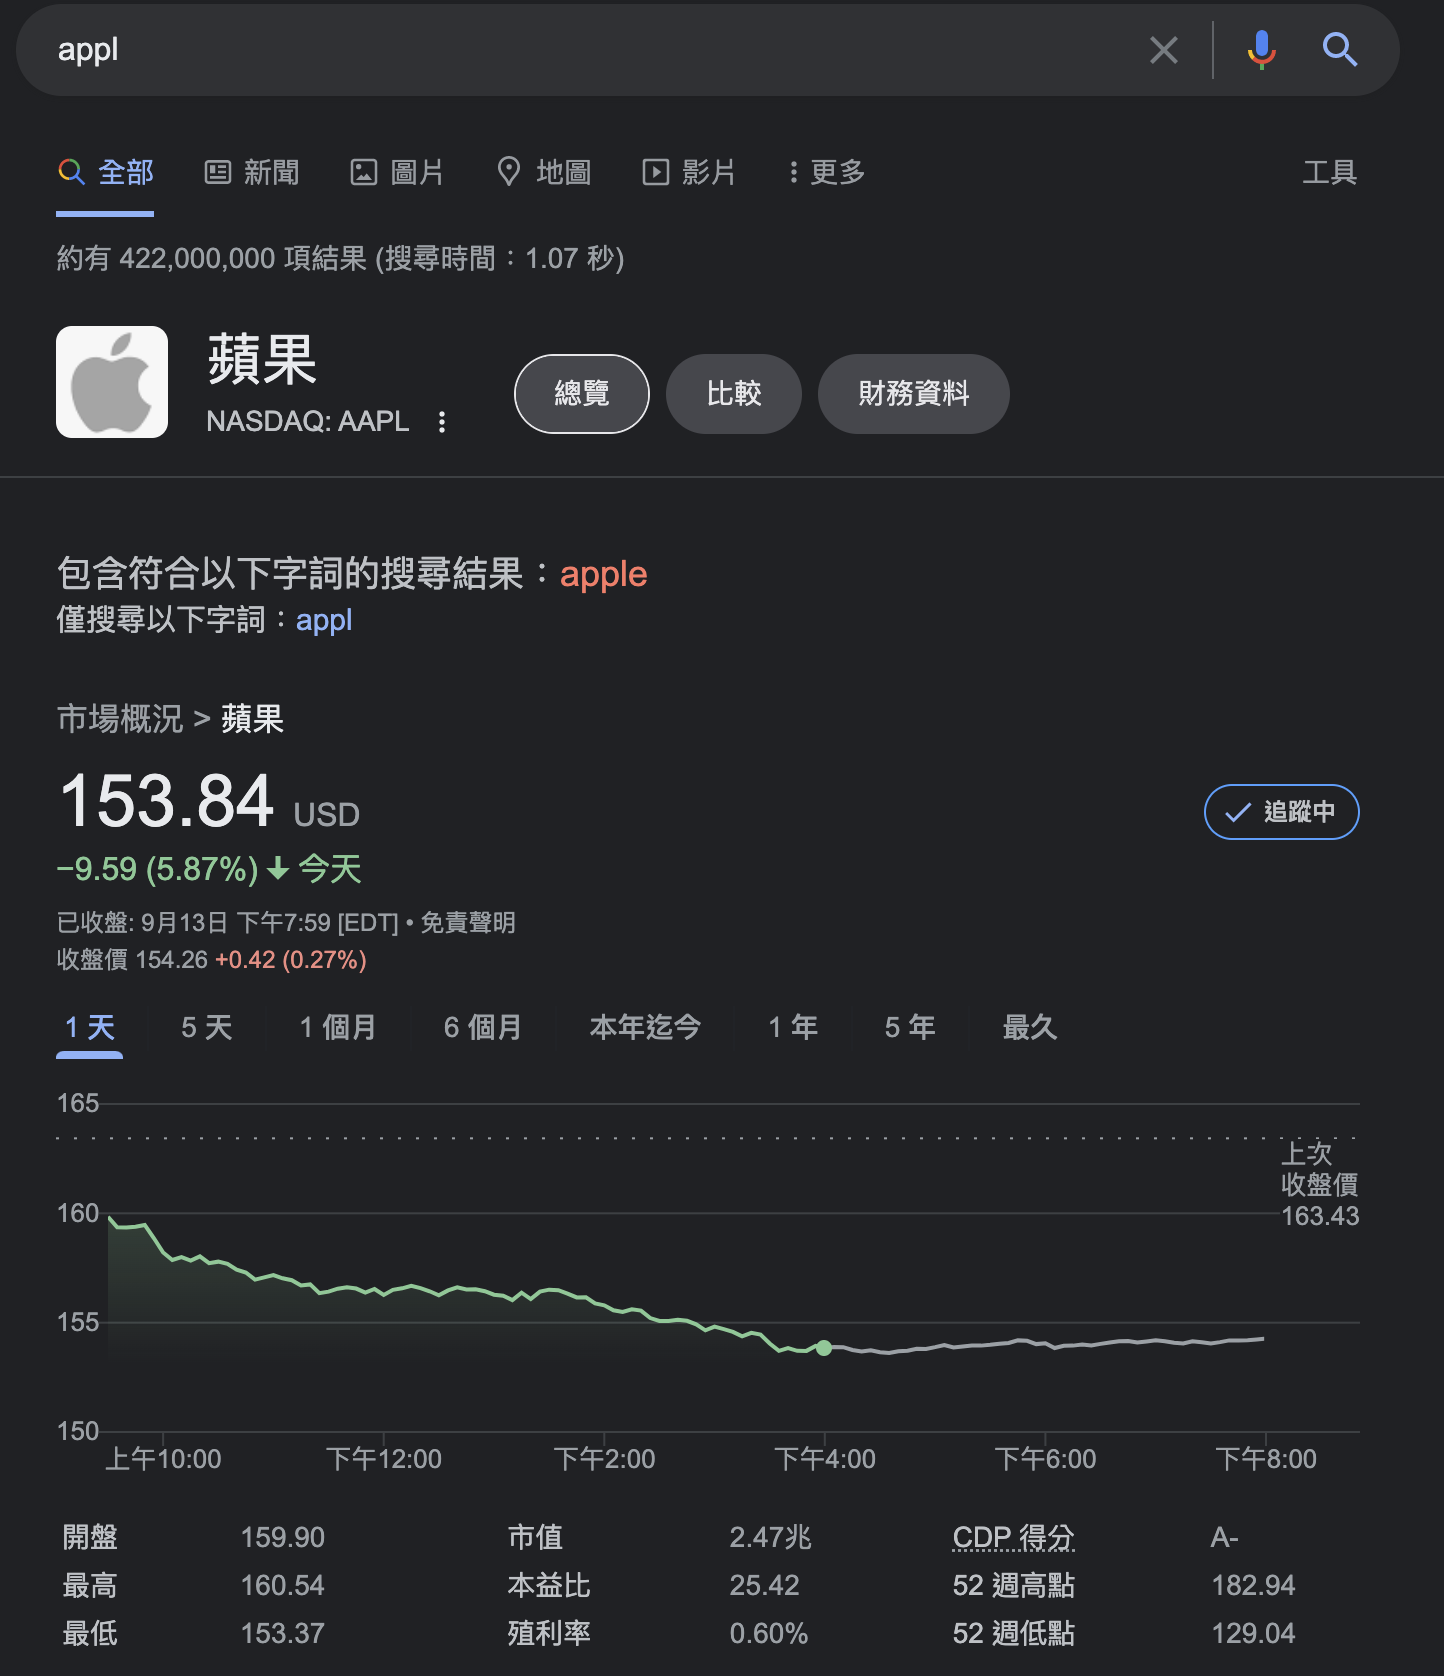 appl
全部 新聞 圖片 地圖 影片 更多 工具
約有 422,000,000 項結果 (搜尋時間：1.07 秒)
蘋果
NASDAQ: AAPL
總覽 比較 財務資料
包含符合以下字詞的搜尋結果：apple
僅搜尋以下字詞：appl
市場概況 > 蘋果
153.84 USD
追蹤中
−9.59 (5.87%) 今天
已收盤: 9月13日 下午7:59 [EDT] • 免責聲明
收盤價 154.26 +0.42 (0.27%)
1 天 5 天 1 個月 6 個月 本年迄今 1 年 5 年 最久
165
上次
收盤價
163.43
160
155
150
上午10:00 下午12:00 下午2:00 下午4:00 下午6:00 下午8:00
開盤 159.90 市值 2.47兆 CDP 得分 A-
最高 160.54 本益比 25.42 52 週高點 182.94
最低 153.37 殖利率 0.60% 52 週低點 129.04